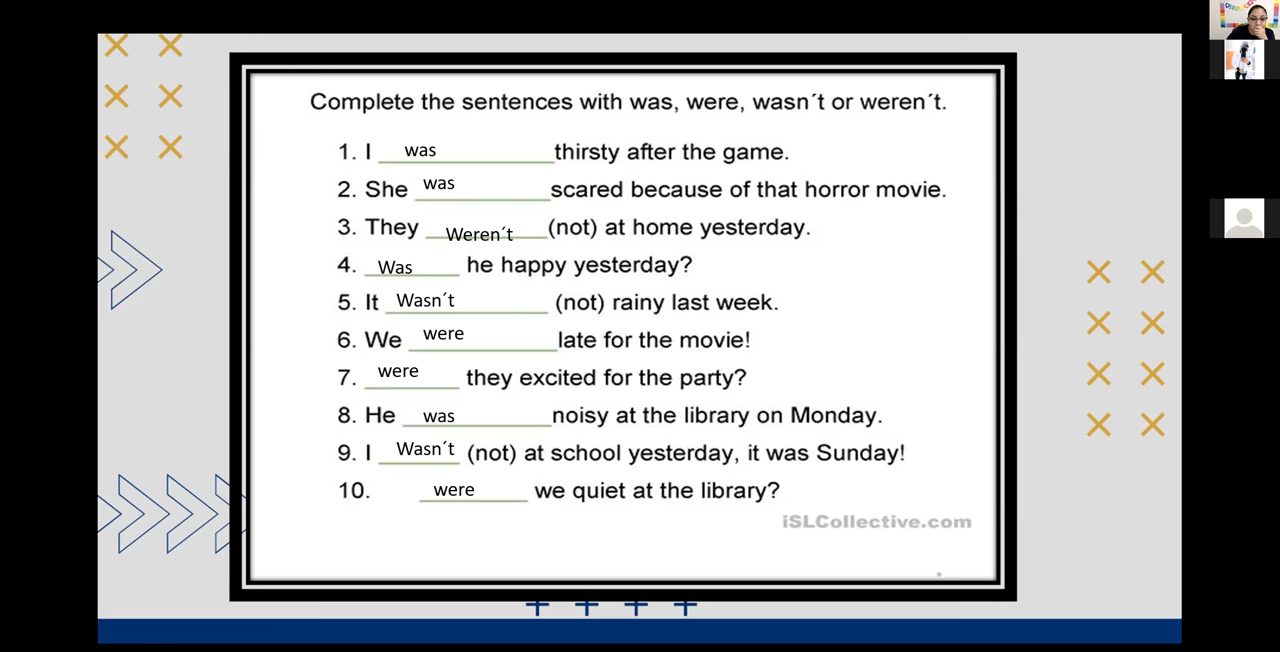 Complete the sentences with was, were, wasn´t or weren´t.
1. I was thirsty after the game.
2. She was scared because of that horror movie.
3. They Weren´t (not) at home yesterday.
4. Was he happy yesterday?
5. It Wasn´t (not) rainy last week.
6. We were late for the movie!
7. were they excited for the party?
8. He was noisy at the library on Monday.
9. I Wasn´t (not) at school yesterday, it was Sunday!
10. were we quiet at the library?
iSLCollective.com